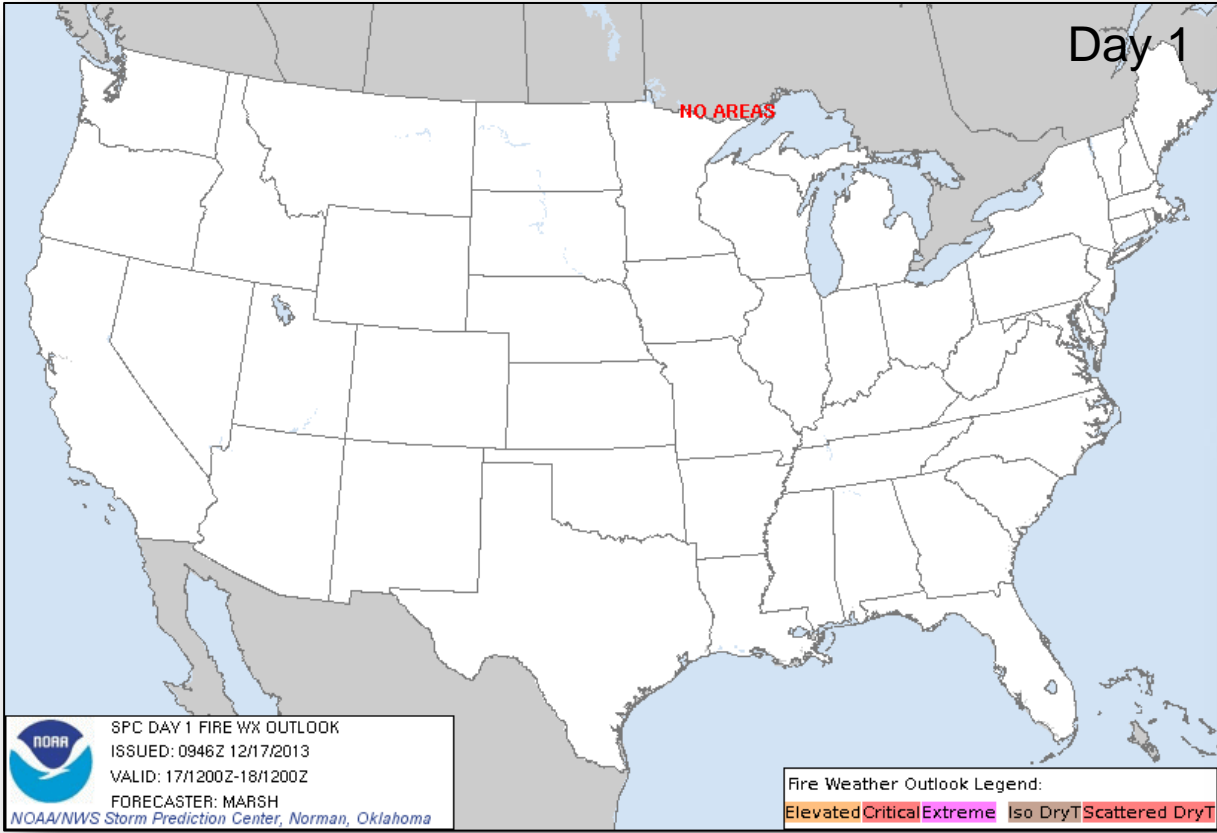 Day 1
NO AREAS
NOAA
SPC DAY 1 FIRE WX OUTLOOK
ISSUED: 0946Z 12/17/2013
VALID: 17/1200Z-18/1200Z
FORECASTER: MARSH
NOAA/NWS Storm Prediction Center, Norman, Oklahoma
Fire Weather Outlook Legend:
Elevated Critical Extreme Iso DryT Scattered DryT